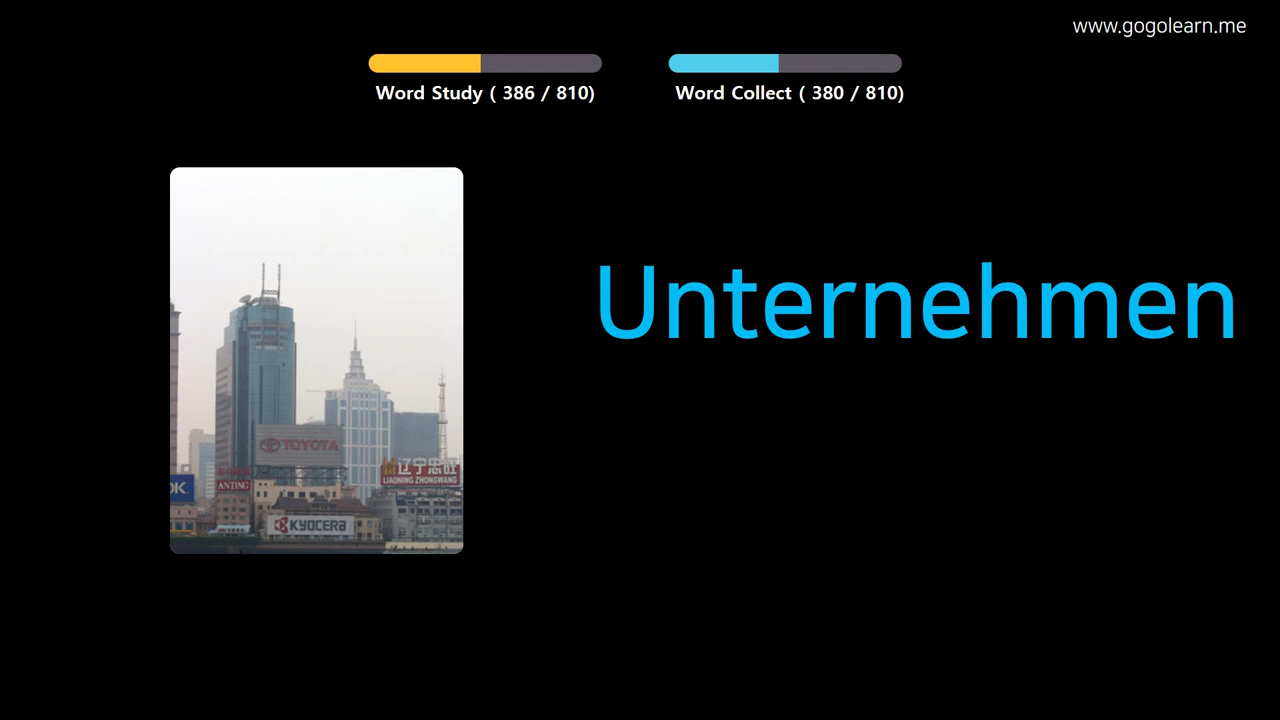 www.gogolearn.me
Word Study ( 386 / 810)
Word Collect ( 380 / 810)
Unternehmen
TOYOTA
辽宁忠旺
LIAONING ZHONGWANG
OK
ANTING
KYOCERA